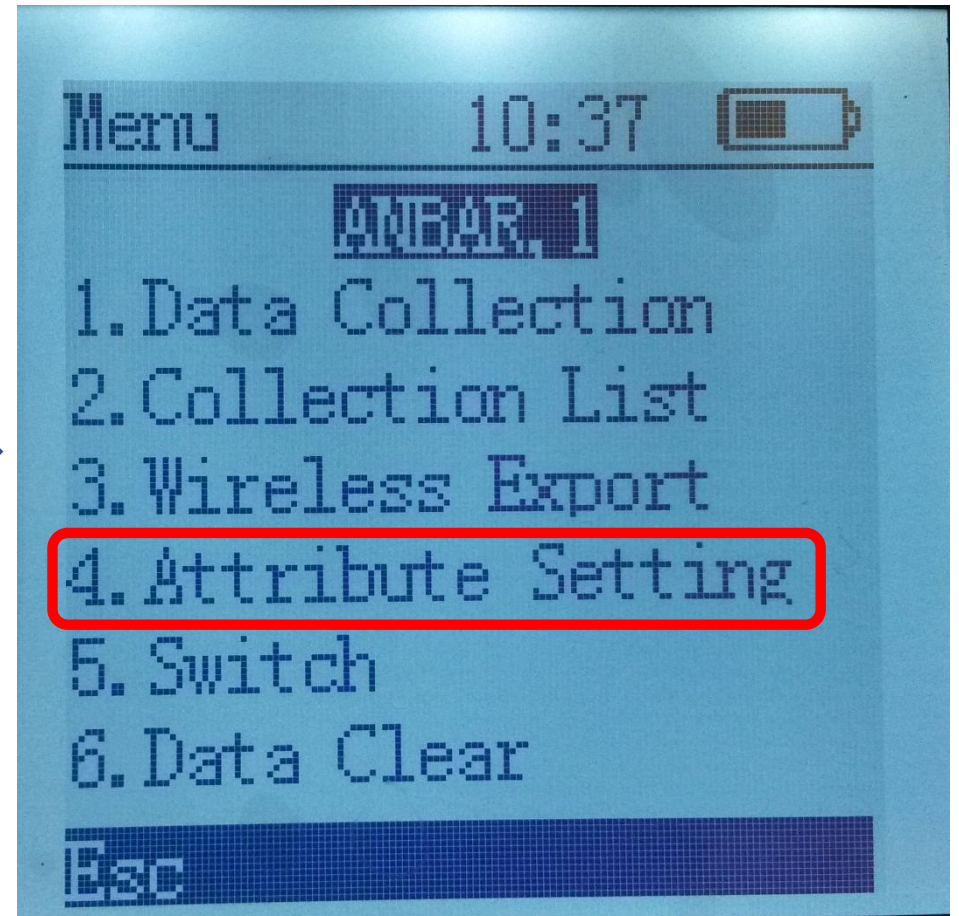 Menu 10:37
ANBAR. 1
1.Data Collection
2.Collection List
3.Wireless Export
4.Attribute Setting
5.Switch
6.Data Clear
Esc